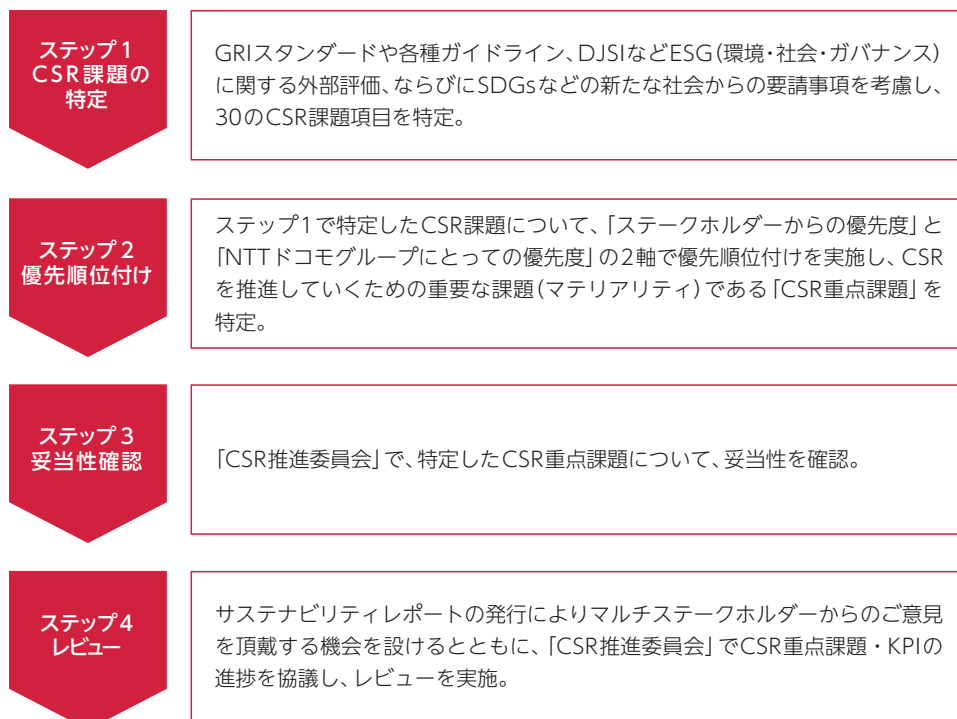 ステップ1
CSR課題の
特定
GRIスタンダードや各種ガイドライン、DJSIなどESG(環境・社会・ガバナンス)
に関する外部評価、ならびにSDGsなどの新たな社会からの要請事項を考慮し、
30のCSR課題項目を特定。
ステップ2
優先順位付け
ステップ1で特定したCSR課題について、「ステークホルダーからの優先度」と
「NTTドコモグループにとっての優先度」の2軸で優先順位付けを実施し、CSR
を推進していくための重要な課題(マテリアリティ)である「CSR重点課題」を
特定。
ステップ3
妥当性確認
「CSR推進委員会」で、特定したCSR重点課題について、妥当性を確認。
ステップ4
レビュー
サステナビリティレポートの発行によりマルチステークホルダーからのご意見
を頂戴する機会を設けるとともに、「CSR推進委員会」でCSR重点課題・KPIの
進捗を協議し、レビューを実施。